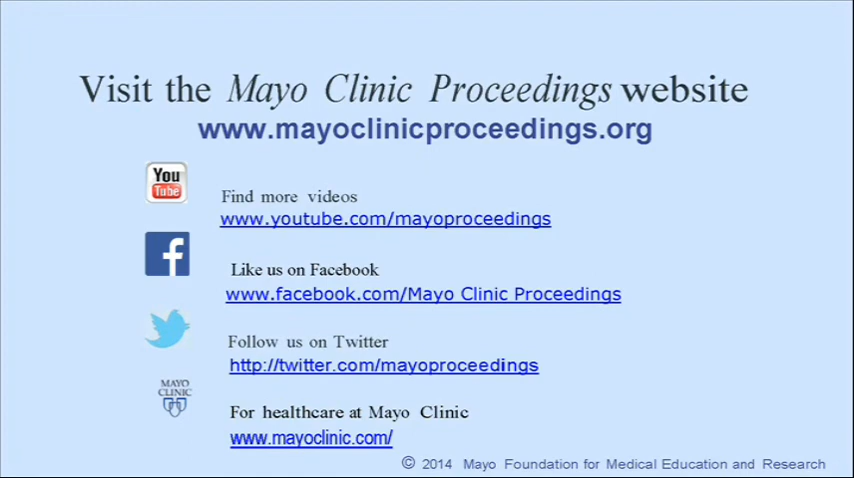 Visit the Mayo Clinic Proceedings website
www.mayoclinicproceedings.org
You
Tube
Find more videos
www.youtube.com/mayoproceedings
f
Like us on Facebook
www.facebook.com/Mayo Clinic Proceedings
Follow us on Twitter
http://twitter.com/mayoproceedings
MAYO
CLINIC
For healthcare at Mayo Clinic
www.mayoclinic.com/
© 2014 Mayo Foundation for Medical Education and Research